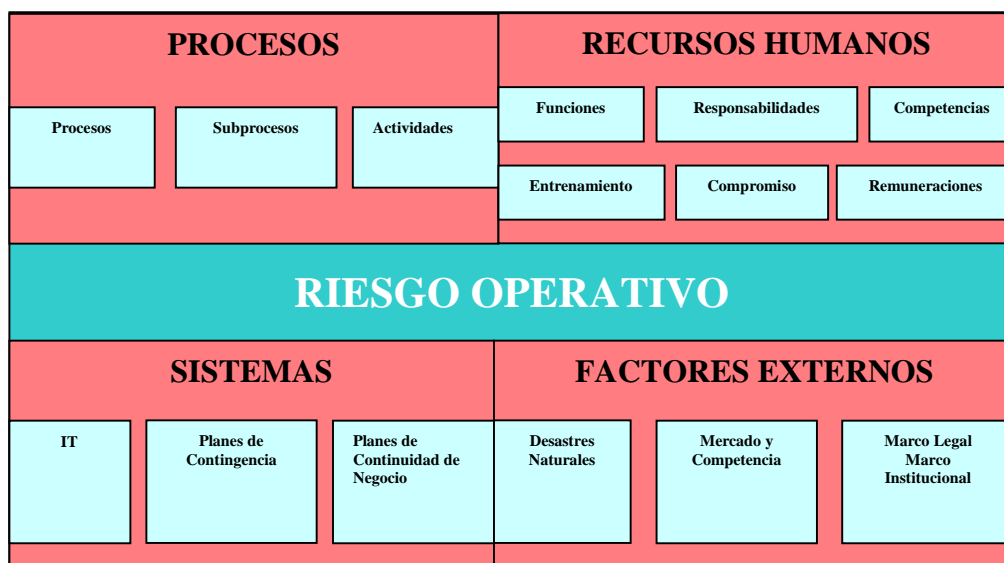 PROCESOS
Procesos
Subprocesos
Actividades
RECURSOS HUMANOS
Funciones
Responsabilidades
Competencias
Entrenamiento
Compromiso
Remuneraciones
RIESGO OPERATIVO
SISTEMAS
IT
Planes de
Contingencia
Planes de
Continuidad de
Negocio
FACTORES EXTERNOS
Desastres
Naturales
Mercado y
Competencia
Marco Legal
Marco
Institucional